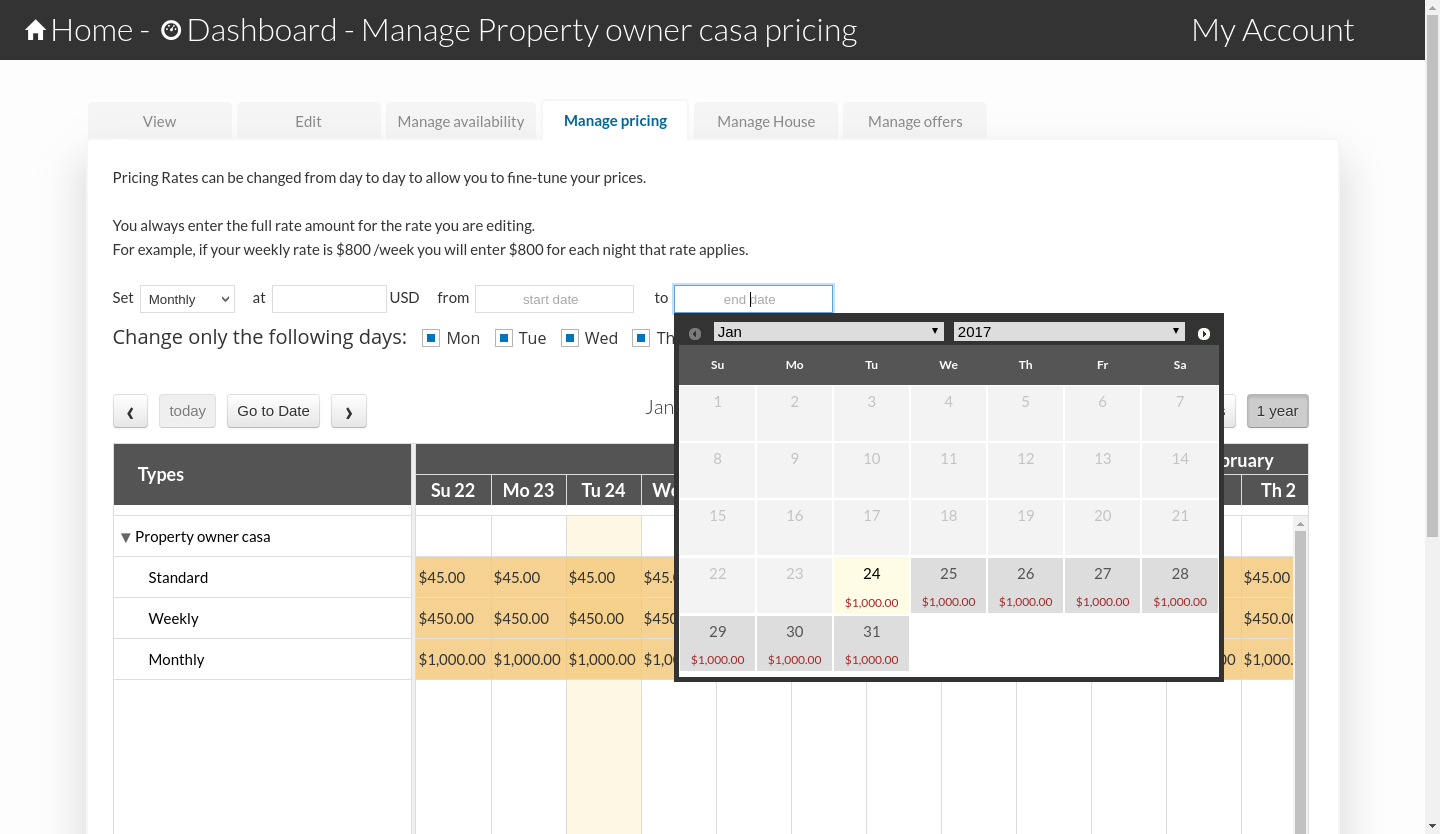 Home - Dashboard - Manage Property owner casa pricing My Account
View Edit Manage availability Manage pricing Manage House Manage offers
Pricing Rates can be changed from day to day to allow you to fine-tune your prices.
You always enter the full rate amount for the rate you are editing.
For example, if your weekly rate is $800 /week you will enter $800 for each night that rate applies.
Set Monthly at USD from start date to end date
Change only the following days: Mon Tue Wed Th
Jan 2017
Su Mo Tu We Th Fr Sa
1 2 3 4 5 6 7
8 9 10 11 12 13 14
15 16 17 18 19 20 21
22 23 24 25 26 27 28
$1,000.00 $1,000.00 $1,000.00 $1,000.00 $1,000.00
29 30 31
$1,000.00 $1,000.00 $1,000.00
‹ today Go to Date › Jan s 1 year
Types bruary
Su 22 Mo 23 Tu 24 We Th 2
▼ Property owner casa
Standard $45.00 $45.00 $45.00 $45. $45.00
Weekly $450.00 $450.00 $450.00 $450 $450.00
Monthly $1,000.00 $1,000.00 $1,000.00 $1,0 00 $1,000.